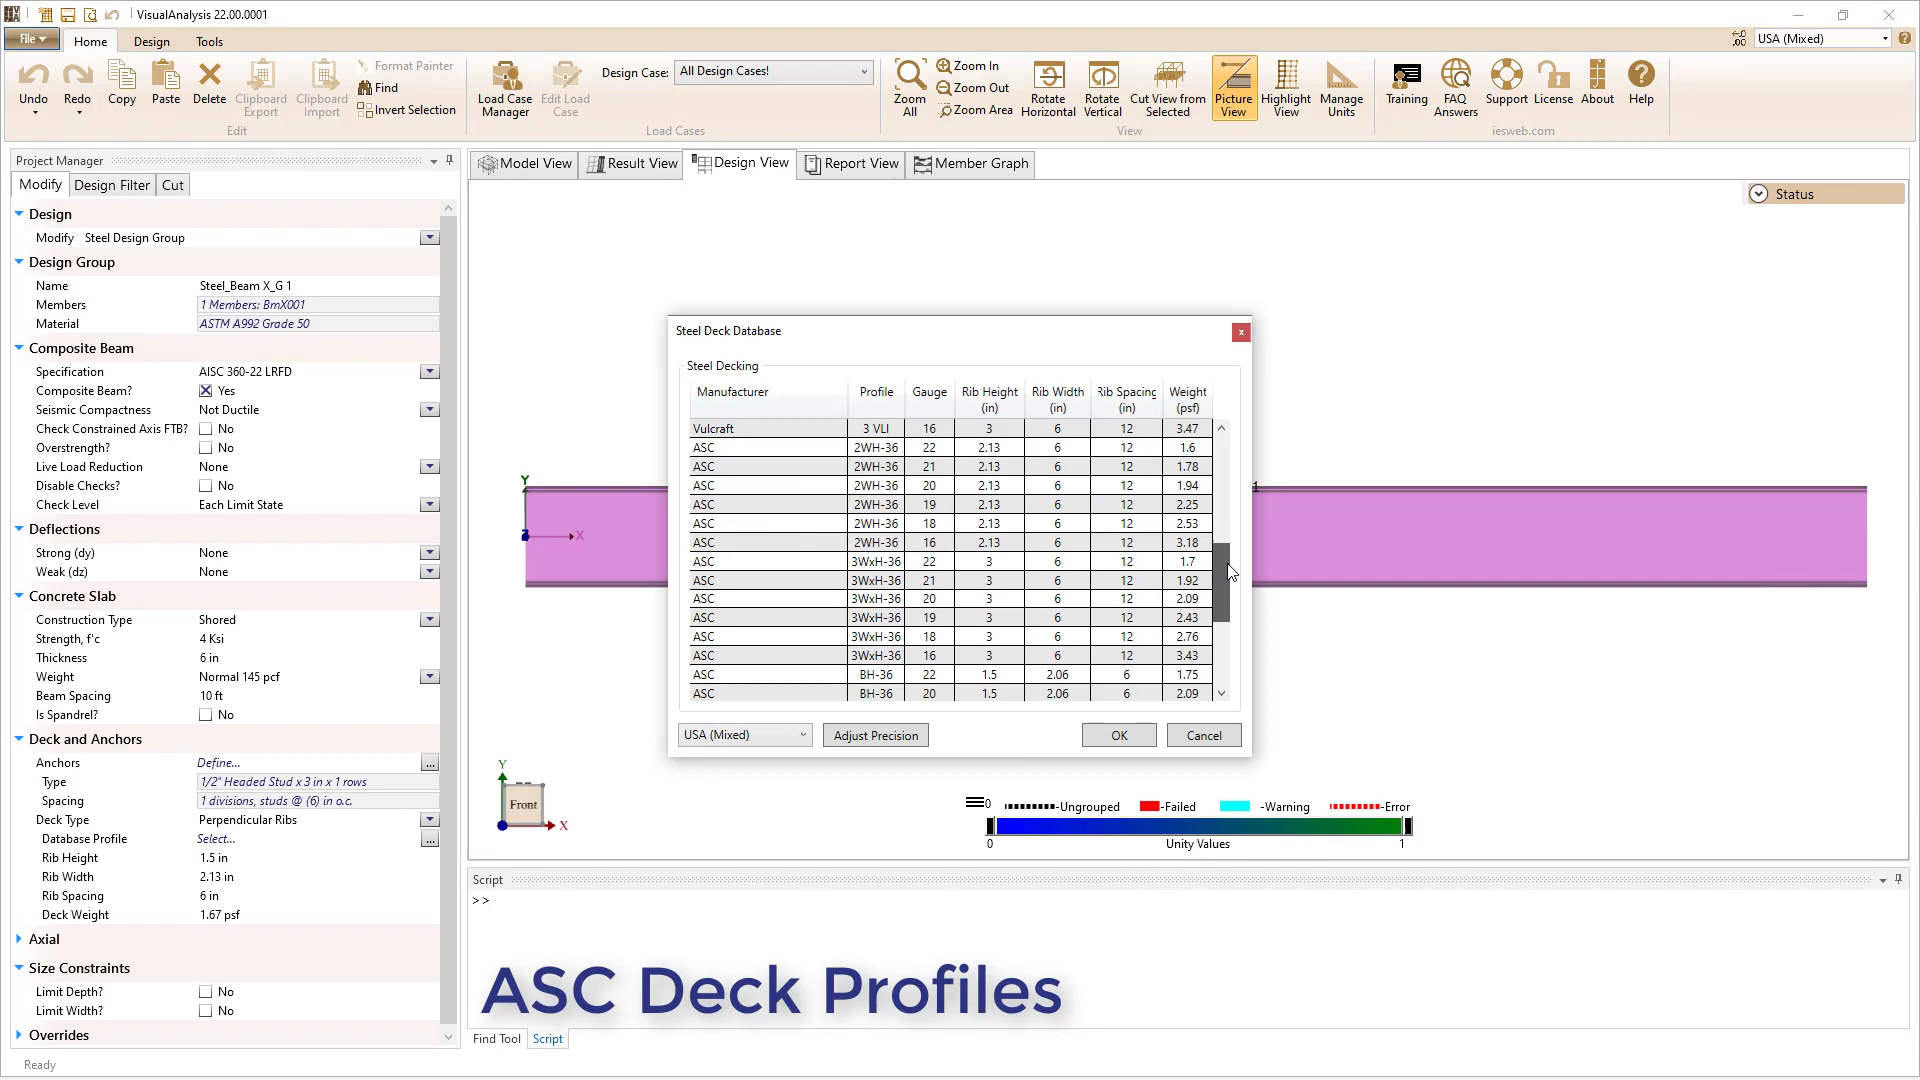 VisualAnalysis 22.00.0001
File Home Design Tools USA (Mixed)
Undo Redo Copy Paste Delete Clipboard Export Clipboard Import Format Painter Find Invert Selection
Edit
Load Case Manager Edit Load Case Design Case: All Design Cases!
Load Cases
Zoom All Zoom In Zoom Out Zoom Area Rotate Horizontal Rotate Vertical Cut View from Selected Picture View Highlight View Manage Units
View
Training FAQ Answers Support License About Help
iesweb.com
Project Manager
Modify Design Filter Cut
Design
Modify Steel Design Group
Design Group
Name Steel_Beam X_G 1
Members 1 Members: BmX001
Material ASTM A992 Grade 50
Composite Beam
Specification AISC 360-22 LRFD
Composite Beam? Yes
Seismic Compactness Not Ductile
Check Constrained Axis FTB? No
Overstrength? No
Live Load Reduction None
Disable Checks? No
Check Level Each Limit State
Deflections
Strong (dy) None
Weak (dz) None
Concrete Slab
Construction Type Shored
Strength, f'c 4 Ksi
Thickness 6 in
Weight Normal 145 pcf
Beam Spacing 10 ft
Is Spandrel? No
Deck and Anchors
Anchors Define... ...
Type 1/2" Headed Stud x 3 in x 1 rows
Spacing 1 divisions, studs @ (6) in o.c.
Deck Type Perpendicular Ribs
Database Profile Select... ...
Rib Height 1.5 in
Rib Width 2.13 in
Rib Spacing 6 in
Deck Weight 1.67 psf
Axial
Size Constraints
Limit Depth? No
Limit Width? No
Overrides
Ready
Model View Result View Design View Report View Member Graph
Status
Y
X
1
Steel Deck Database x
Steel Decking
Manufacturer Profile Gauge Rib Height (in) Rib Width (in) Rib Spacing (in) Weight (psf)
Vulcraft 3 VLI 16 3 6 12 3.47
ASC 2WH-36 22 2.13 6 12 1.6
ASC 2WH-36 21 2.13 6 12 1.78
ASC 2WH-36 20 2.13 6 12 1.94
ASC 2WH-36 19 2.13 6 12 2.25
ASC 2WH-36 18 2.13 6 12 2.53
ASC 2WH-36 16 2.13 6 12 3.18
ASC 3WxH-36 22 3 6 12 1.7
ASC 3WxH-36 21 3 6 12 1.92
ASC 3WxH-36 20 3 6 12 2.09
ASC 3WxH-36 19 3 6 12 2.43
ASC 3WxH-36 18 3 6 12 2.76
ASC 3WxH-36 16 3 6 12 3.43
ASC BH-36 22 1.5 2.06 6 1.75
ASC BH-36 20 1.5 2.06 6 2.09
USA (Mixed) Adjust Precision OK Cancel
Y
Front
X
0 -Ungrouped -Failed -Warning -Error
0 Unity Values 1
Script
>>
ASC Deck Profiles
Find Tool Script